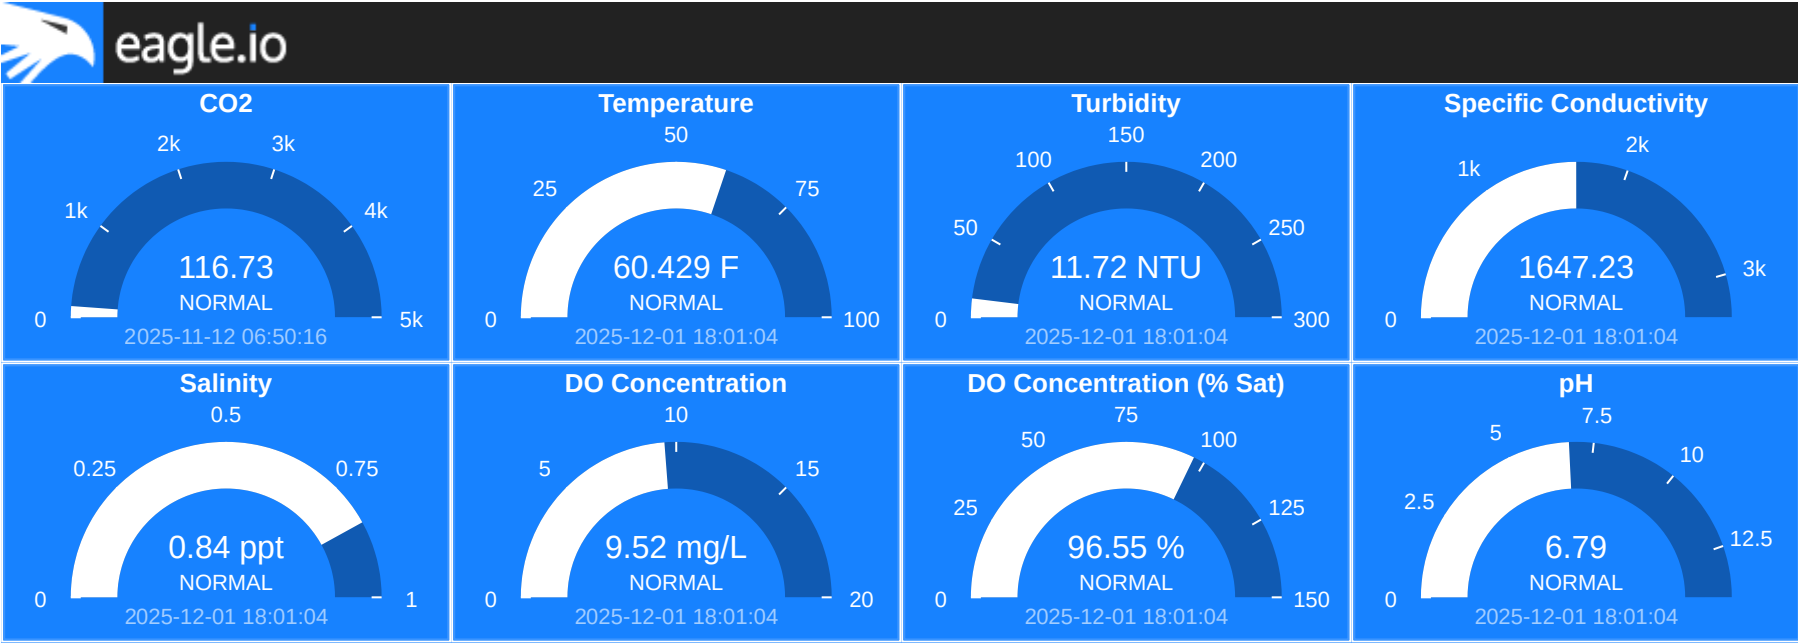 eagle.io
CO2
0
1k
2k
3k
4k
5k
116.73
NORMAL
2025-11-12 06:50:16
Temperature
0
25
50
75
100
60.429 F
NORMAL
2025-12-01 18:01:04
Turbidity
0
50
100
150
200
250
300
11.72 NTU
NORMAL
2025-12-01 18:01:04
Specific Conductivity
0
1k
2k
3k
1647.23
NORMAL
2025-12-01 18:01:04
Salinity
0
0.25
0.5
0.75
1
0.84 ppt
NORMAL
2025-12-01 18:01:04
DO Concentration
0
5
10
15
20
9.52 mg/L
NORMAL
2025-12-01 18:01:04
DO Concentration (% Sat)
0
25
50
75
100
125
150
96.55 %
NORMAL
2025-12-01 18:01:04
pH
0
2.5
5
7.5
10
12.5
6.79
NORMAL
2025-12-01 18:01:04